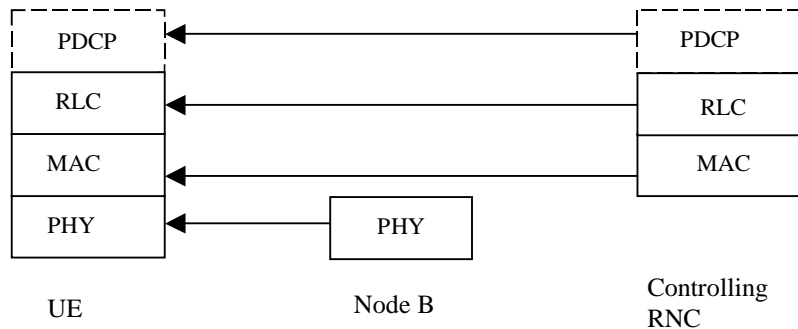 PDCP
PDCP
RLC
RLC
MAC
MAC
PHY
PHY
UE
Node B
Controlling
RNC